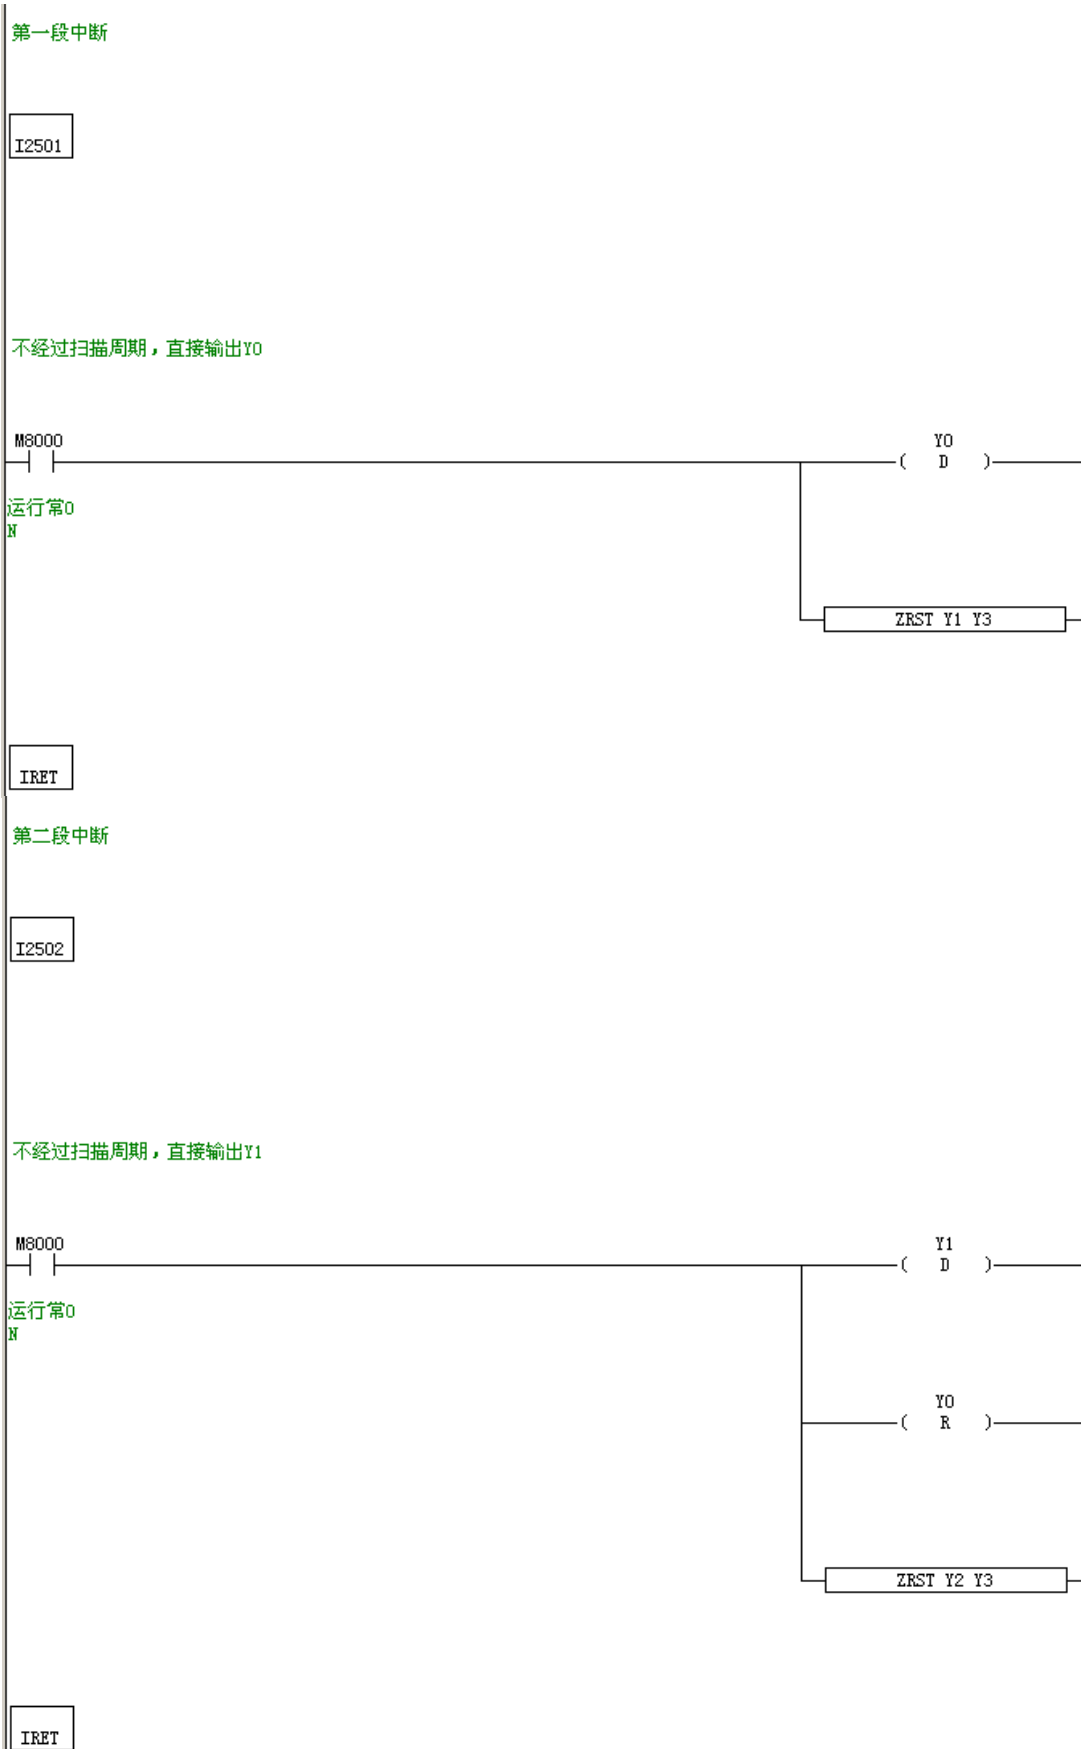 第一段中断
I2501
不经过扫描周期，直接输出Y0
M8000
Y0
( D )
运行常O
N
ZRST Y1 Y3
IRET
第二段中断
I2502
不经过扫描周期，直接输出Y1
M8000
Y1
( D )
运行常O
N
Y0
( R )
ZRST Y2 Y3
IRET